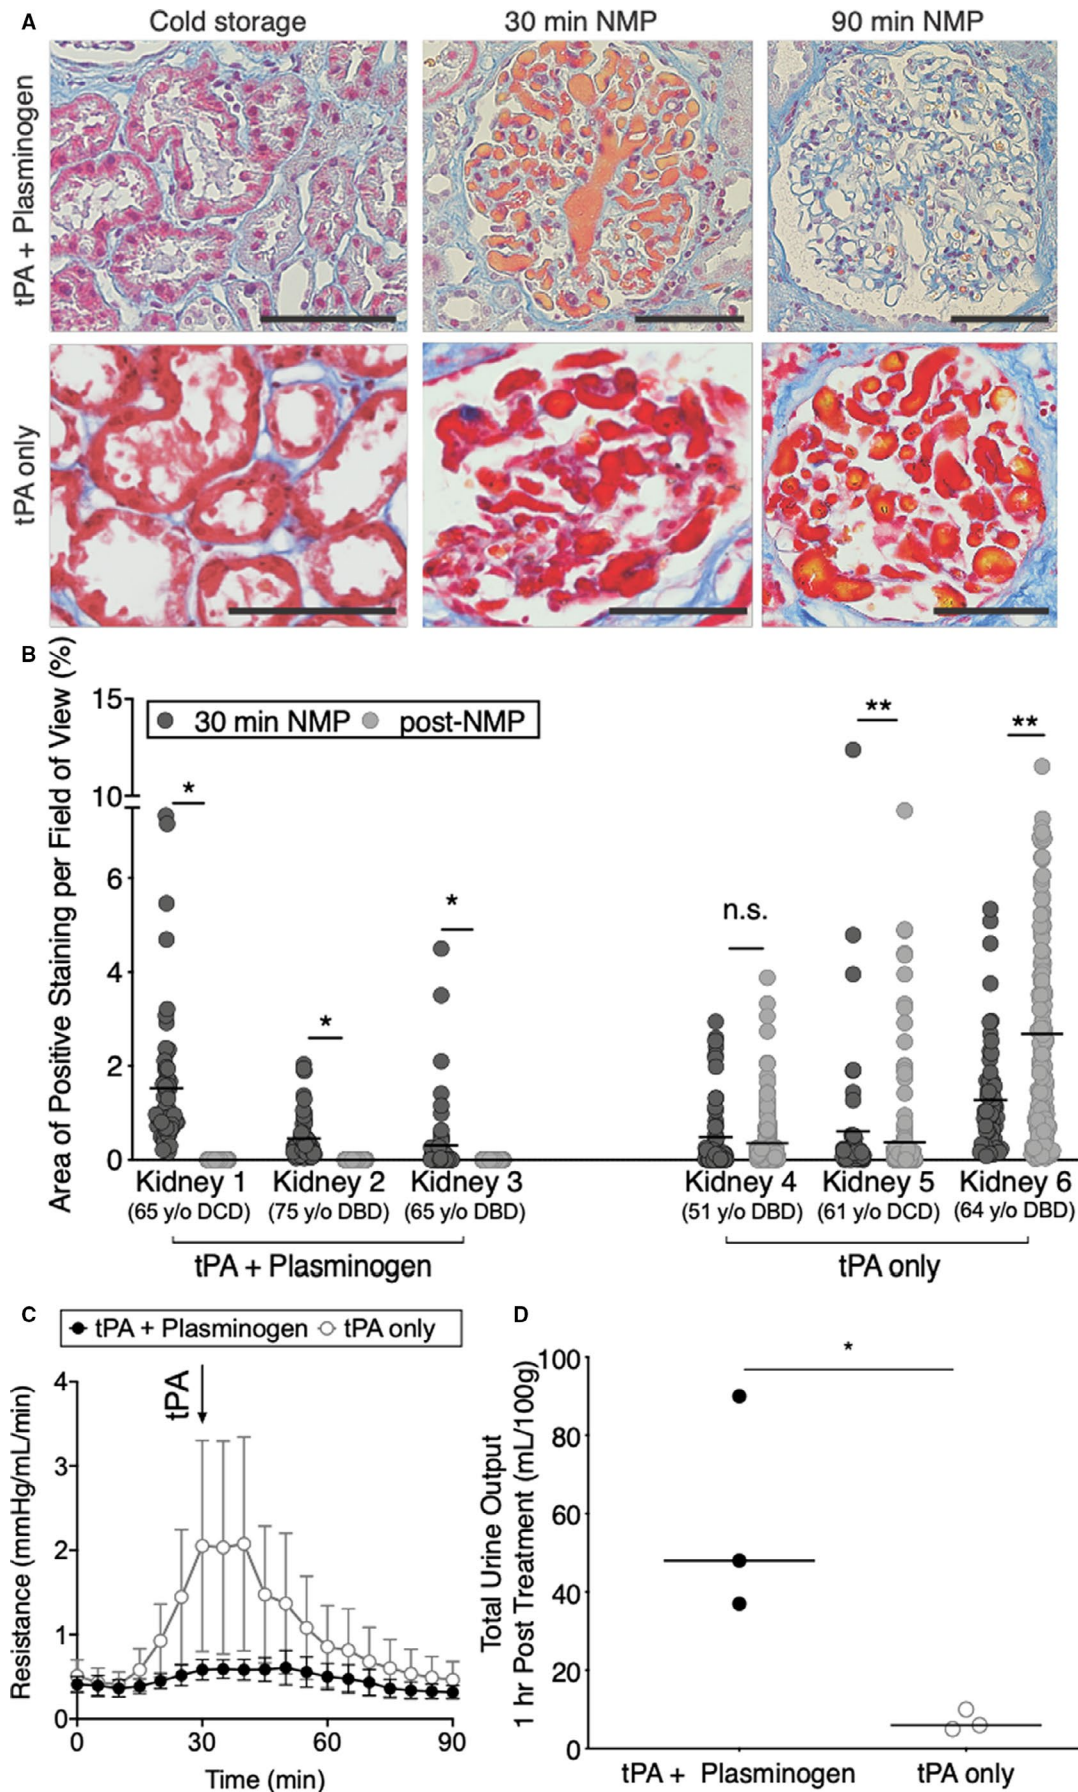 A
Cold storage
30 min NMP
90 min NMP
tPA + Plasminogen
tPA only
B
Area of Positive Staining per Field of View (%)
15
10
6
4
2
0
30 min NMP
post-NMP
*
*
*
n.s.
**
**
Kidney 1
(65 y/o DCD)
Kidney 2
(75 y/o DBD)
Kidney 3
(65 y/o DBD)
Kidney 4
(51 y/o DBD)
Kidney 5
(61 y/o DCD)
Kidney 6
(64 y/o DBD)
tPA + Plasminogen
tPA only
C
tPA + Plasminogen
tPA only
tPA
Resistance (mmHg/mL/min)
4
3
2
1
0
0
30
60
90
Time (min)
D
Total Urine Output
1 hr Post Treatment (mL/100g)
100
80
60
40
20
0
*
tPA + Plasminogen
tPA only